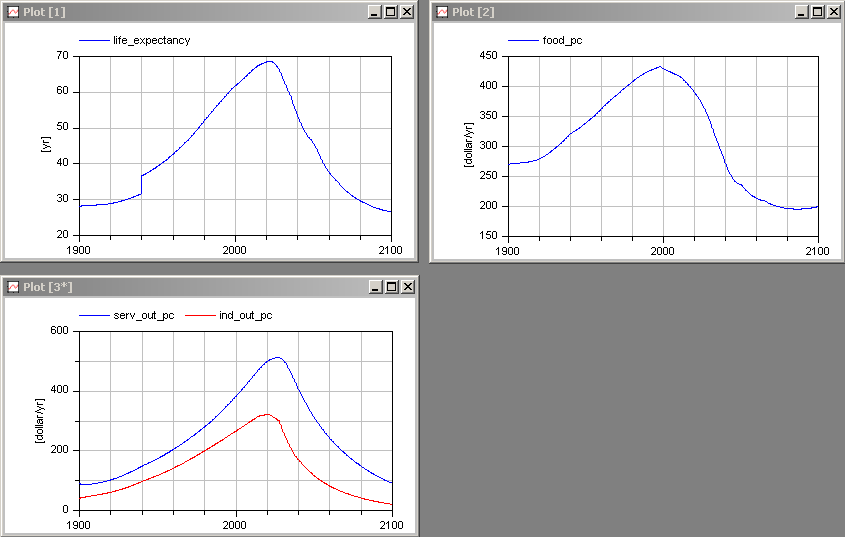 Plot [1]
life_expectancy
70
60
50
40
30
20
[yr]
1900 2000 2100
Plot [2]
food_pc
450
400
350
300
250
200
150
[dollar/yr]
1900 2000 2100
Plot [3*]
serv_out_pc ind_out_pc
600
400
200
0
[dollar/yr]
1900 2000 2100